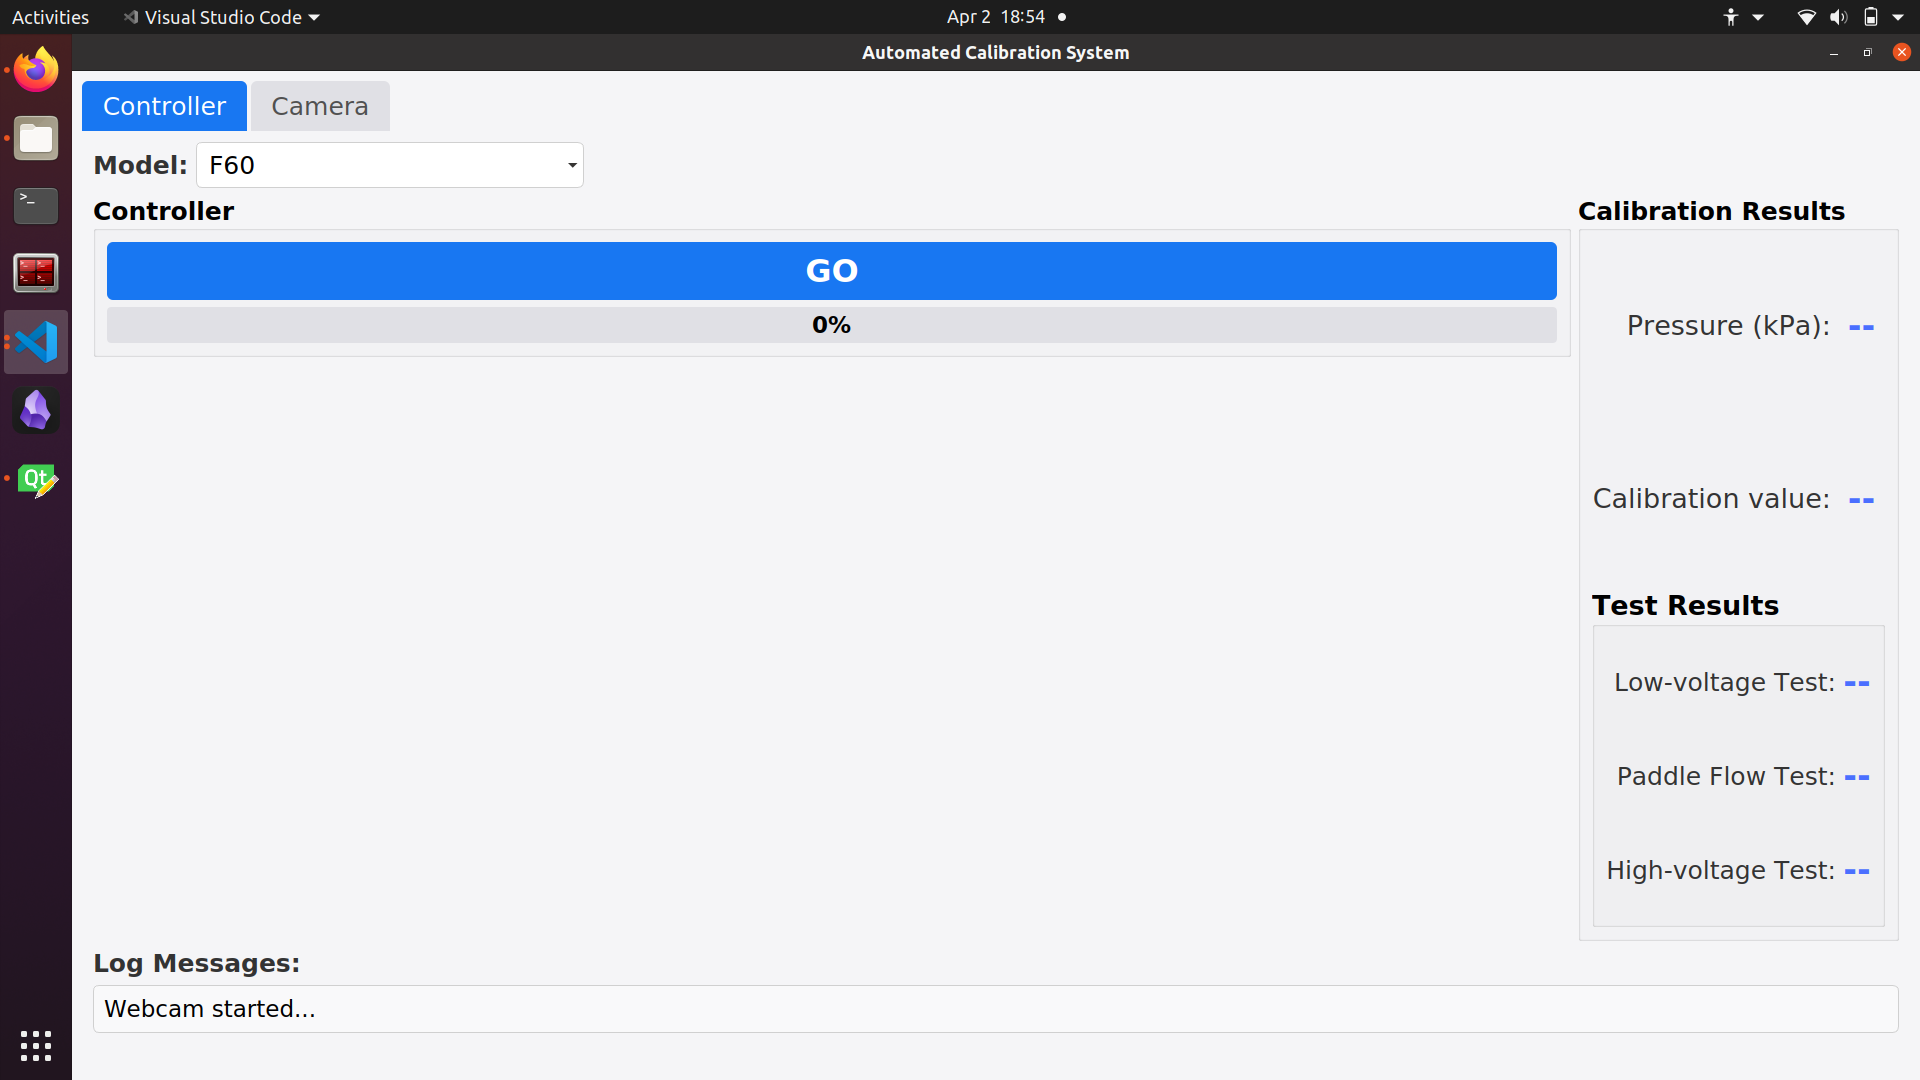 Activities Visual Studio Code Apr 2 18:54
Automated Calibration System
Controller Camera
Model: F60
Controller
GO
0%
Calibration Results
Pressure (kPa): --
Calibration value: --
Test Results
Low-voltage Test: --
Paddle Flow Test: --
High-voltage Test: --
Log Messages:
Webcam started...
>_
Qt